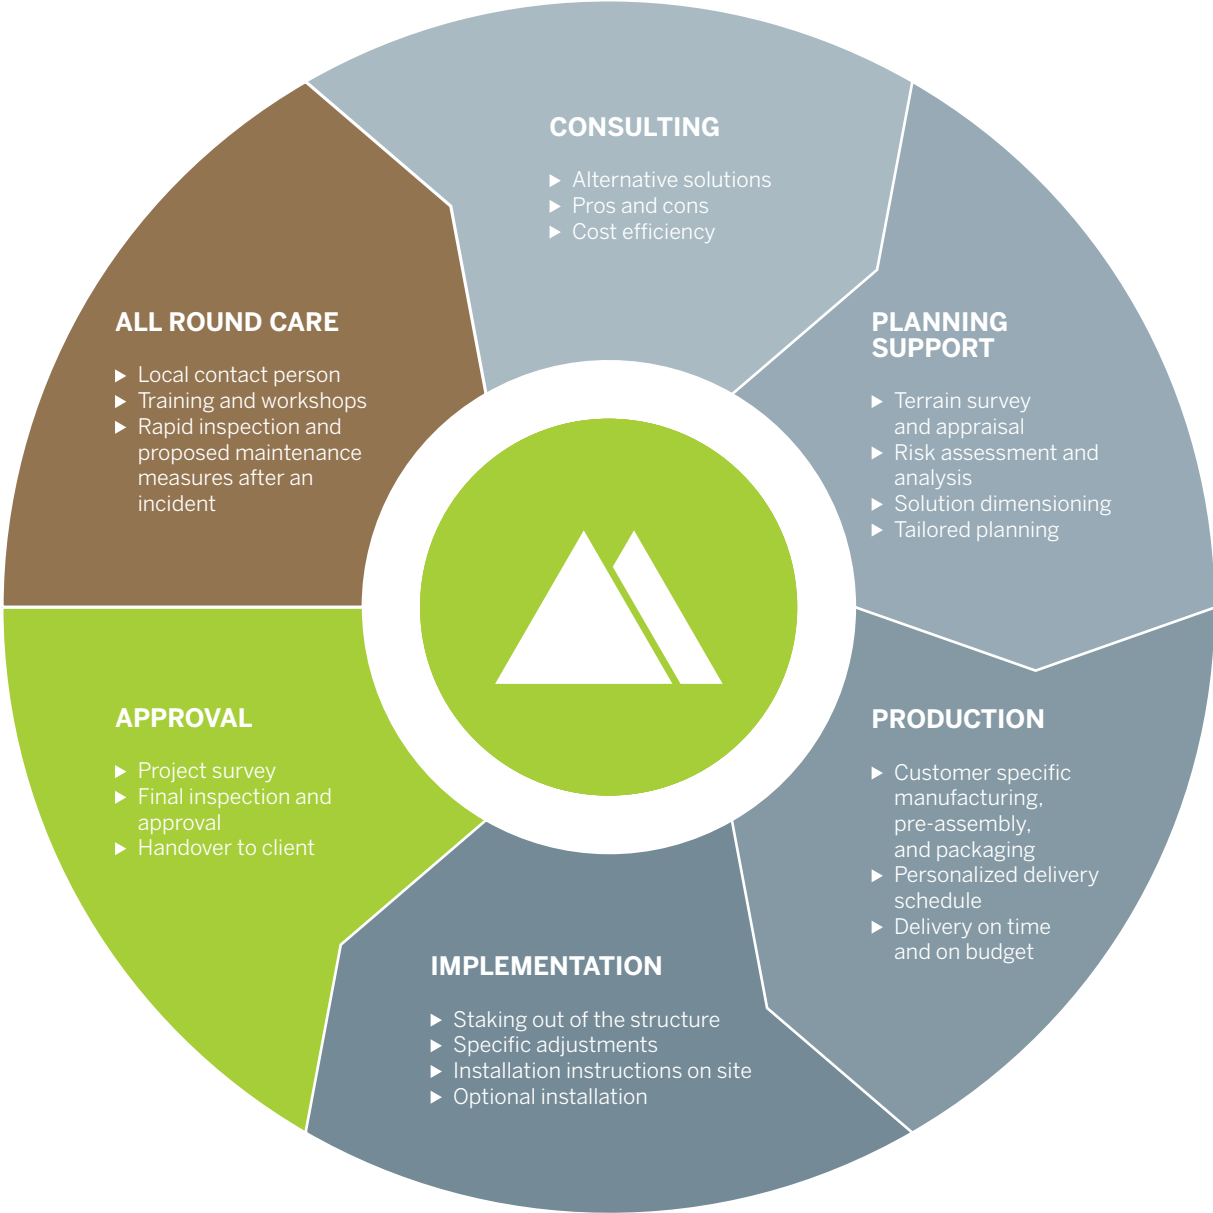 CONSULTING
▶ Alternative solutions
▶ Pros and cons
▶ Cost efficiency
PLANNING
SUPPORT
▶ Terrain survey
and appraisal
▶ Risk assessment and
analysis
▶ Solution dimensioning
▶ Tailored planning
PRODUCTION
▶ Customer specific
manufacturing,
pre-assembly,
and packaging
▶ Personalized delivery
schedule
▶ Delivery on time
and on budget
IMPLEMENTATION
▶ Staking out of the structure
▶ Specific adjustments
▶ Installation instructions on site
▶ Optional installation
APPROVAL
▶ Project survey
▶ Final inspection and
approval
▶ Handover to client
ALL ROUND CARE
▶ Local contact person
▶ Training and workshops
▶ Rapid inspection and
proposed maintenance
measures after an
incident